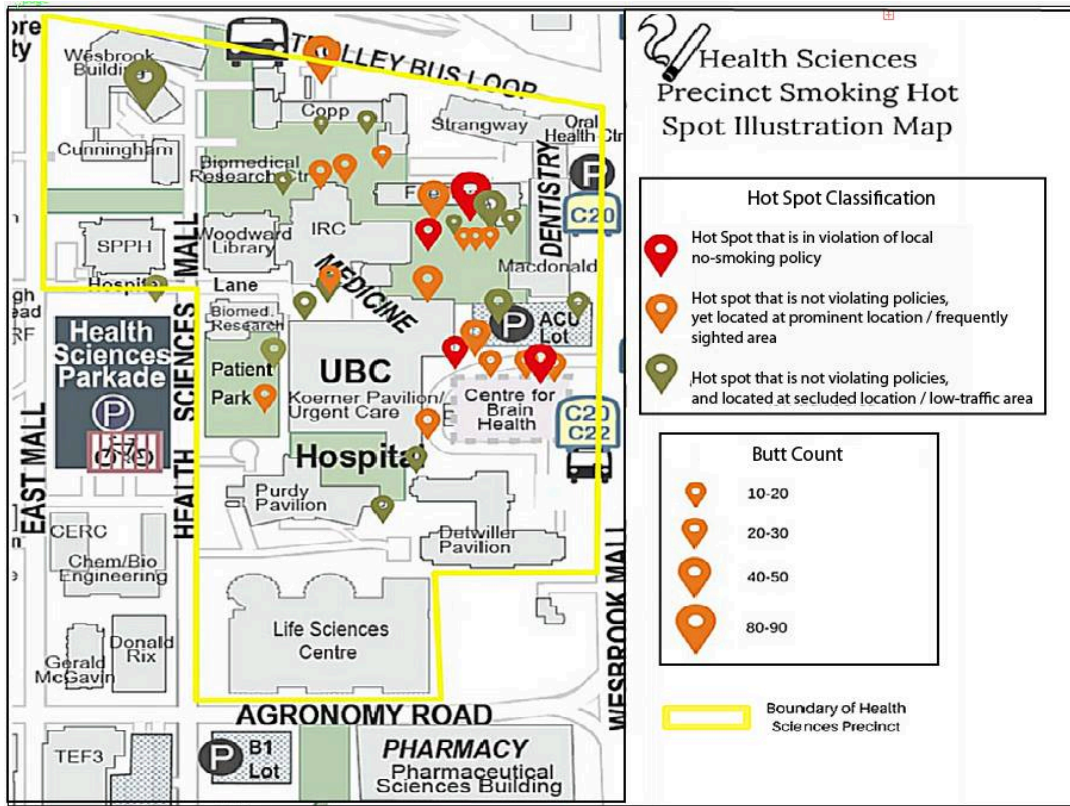 TROLLEY BUS LOOP
Wesbrook
Building
Copp
Strangway
Oral
Health Ctr
Cunningham
Biomedical
Research Ctr
DENTISTRY
P
C20
SPPH
Woodward
Library
IRC
Macdonald
Hospital
Lane
MALL
MEDICINE
Biomed.
Research
P
ACU
Lot
Health
Sciences
Parkade
P
HEALTH SCIENCES
Patient
Park
UBC
Koerner Pavilion/
Urgent Care
Centre for
Brain
Health
C20
C22
Hospital
EAST MALL
Purdy
Pavilion
Detwiller
Pavilion
CERC
Chem/Bio
Engineering
WESBROOK MALL
Life Sciences
Centre
Donald
Rix
Gerald
McGavin
AGRONOMY ROAD
TEF3
P
B1
Lot
PHARMACY
Pharmaceutical
Sciences Building
Health Sciences
Precinct Smoking Hot
Spot Illustration Map
Hot Spot Classification
Hot Spot that is in violation of local
no-smoking policy
Hot spot that is not violating policies,
yet located at prominent location / frequently
sighted area
Hot spot that is not violating policies,
and located at secluded location / low-traffic area
Butt Count
10-20
20-30
40-50
80-90
Boundary of Health
Sciences Precinct